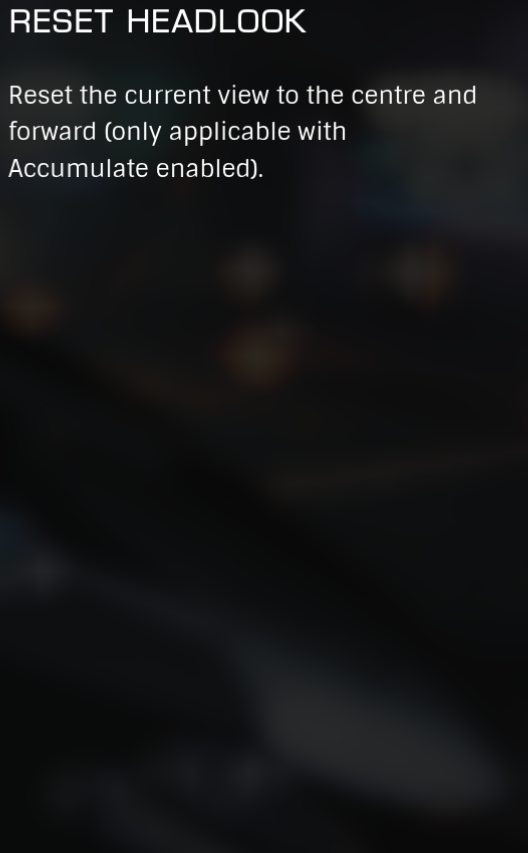 RESET HEADLOOK
Reset the current view to the centre and
forward (only applicable with
Accumulate enabled).